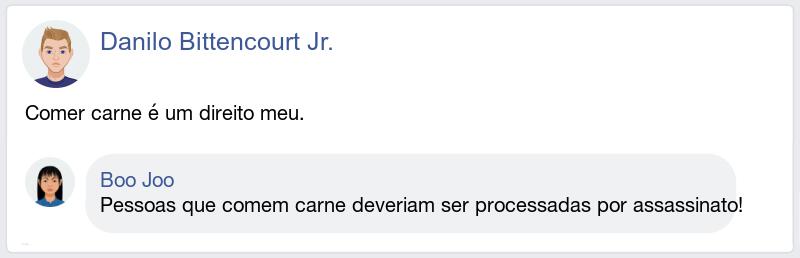 Danilo Bittencourt Jr.
Comer carne é um direito meu.
Boo Joo
Pessoas que comem carne deveriam ser processadas por assassinato!